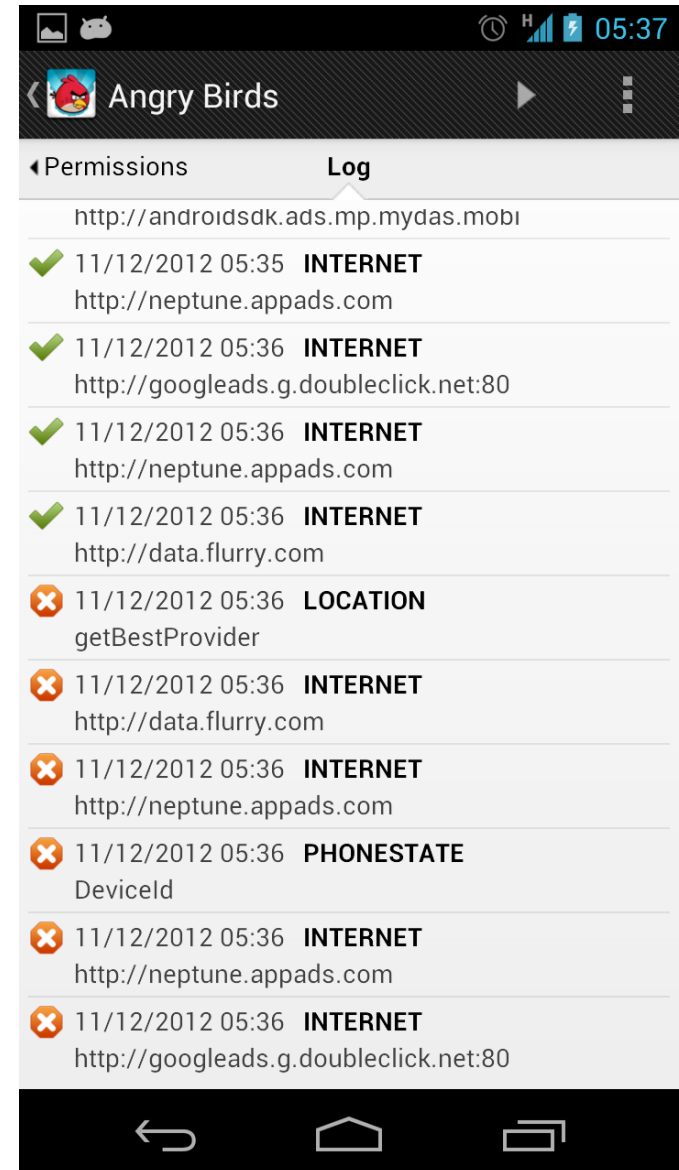 H 05:37
Angry Birds
Permissions Log
http://androidsdk.ads.mp.mydas.mobi
11/12/2012 05:35 INTERNET
http://neptune.appads.com
11/12/2012 05:36 INTERNET
http://googleads.g.doubleclick.net:80
11/12/2012 05:36 INTERNET
http://neptune.appads.com
11/12/2012 05:36 INTERNET
http://data.flurry.com
11/12/2012 05:36 LOCATION
getBestProvider
11/12/2012 05:36 INTERNET
http://data.flurry.com
11/12/2012 05:36 INTERNET
http://neptune.appads.com
11/12/2012 05:36 PHONESTATE
DeviceId
11/12/2012 05:36 INTERNET
http://neptune.appads.com
11/12/2012 05:36 INTERNET
http://googleads.g.doubleclick.net:80